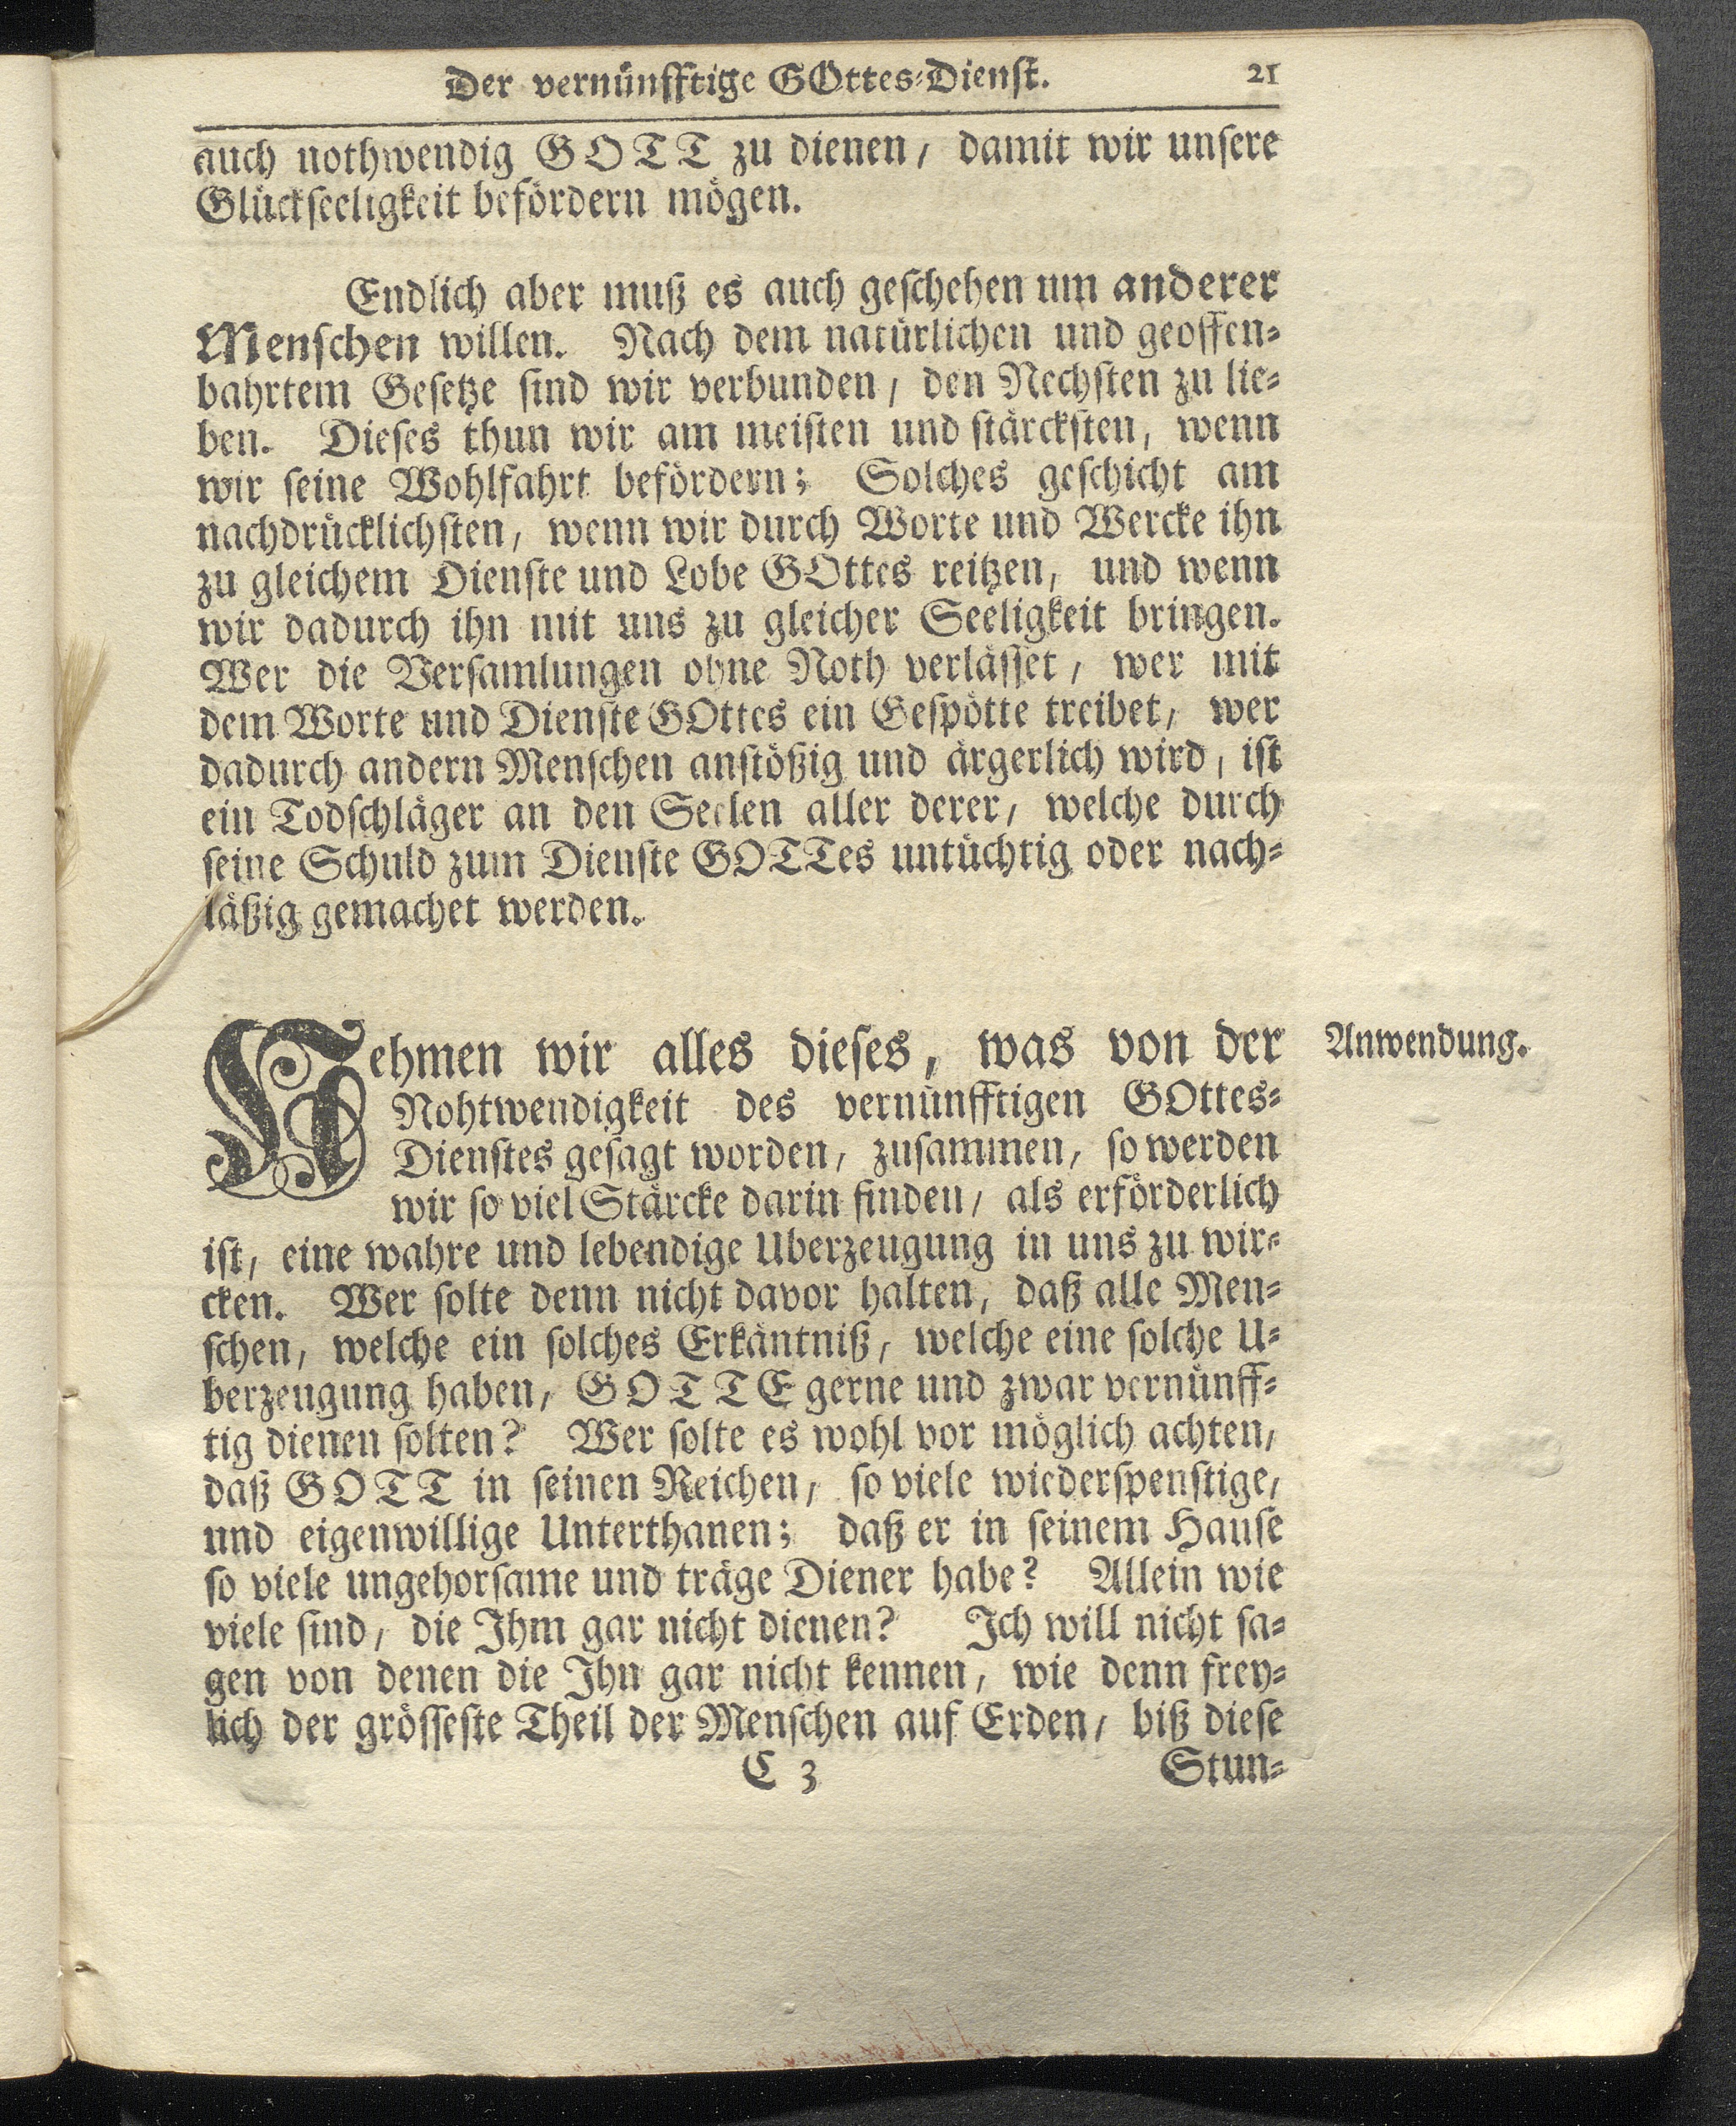 Der vernünfftige GOttes-Dienst. 21
auch nothwendig GOTT zu dienen, damit wir unsere
Glückseeligkeit befördern mögen.
Endlich aber muß es auch geschehen um anderer
Menschen willen. Nach dem natürlichen und geoffen-
bahrtem Gesetze sind wir verbunden, den Nechsten zu lie-
ben. Dieses thun wir am meisten und stärcksten, wenn
wir seine Wohlfahrt befördern; Solches geschicht am
nachdrücklichsten, wenn wir durch Worte und Wercke ihn
zu gleichem Dienste und Lobe GOttes reitzen, und wenn
wir dadurch ihn mit uns zu gleicher Seeligkeit bringen.
Wer die Versamlungen ohne Noth verlässet, wer mit
dem Worte und Dienste GOttes ein Gespötte treibet, wer
dadurch andern Menschen anstößig und ärgerlich wird, ist
ein Todschläger an den Seelen aller derer, welche durch
seine Schuld zum Dienste GOTTes untüchtig oder nach-
läßig gemachet werden.
Nehmen wir alles dieses, was von der
Anwendung.
Nohtwendigkeit des vernünfftigen GOttes-
Dienstes gesagt worden, zusammen, so werden
wir so viel Stärcke darin finden, als erförderlich
ist, eine wahre und lebendige Uberzeugung in uns zu wir-
cken. Wer solte denn nicht davor halten, daß alle Men-
schen, welche ein solches Erkäntniß, welche eine solche U-
berzeugung haben, GOTTE gerne und zwar vernünff-
tig dienen solten? Wer solte es wohl vor möglich achten,
daß GOTT in seinen Reichen, so viele wiederspenstige,
und eigenwillige Unterthanen; daß er in seinem Hause
so viele ungehorsame und träge Diener habe? Allein wie
viele sind, die Ihm gar nicht dienen? Ich will nicht sa-
gen von denen die Ihn gar nicht kennen, wie denn frey-
lich der grösseste Theil der Menschen auf Erden, biß diese
C 3 Stun-